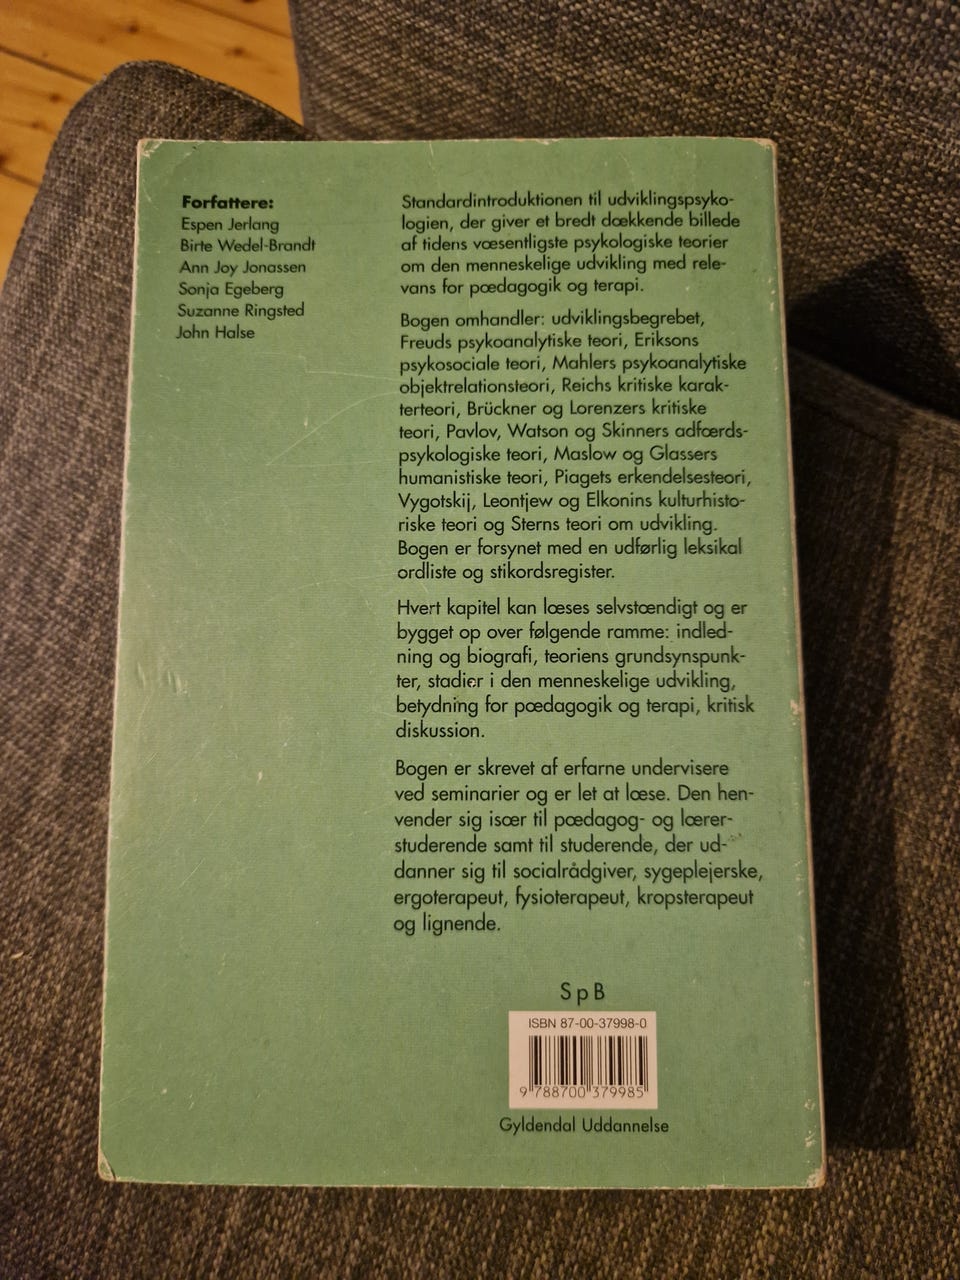 Forfattere:
Espen Jerlang
Birte Wedel-Brandt
Ann Joy Jonassen
Sonja Egeberg
Suzanne Ringsted
John Halse
Standardintroduktionen til udviklingspsyko-
logien, der giver et bredt dækkende billede
af tidens væsentligste psykologiske teorier
om den menneskelige udvikling med rele-
vans for pædagogik og terapi.
Bogen omhandler: udviklingsbegrebet,
Freuds psykoanalytiske teori, Eriksons
psykosociale teori, Mahlers psykoanalytiske
objektrelationsteori, Reichs kritiske karak-
terteori, Brückner og Lorenzers kritiske
teori, Pavlov, Watson og Skinners adfærds-
psykologiske teori, Maslow og Glassers
humanistiske teori, Piagets erkendelsesteori,
Vygotskij, Leontjew og Elkonins kulturhisto-
riske teori og Sterns teori om udvikling.
Bogen er forsynet med en udførlig leksikal
ordliste og stikordsregister.
Hvert kapitel kan læses selvstændigt og er
bygget op over følgende ramme: indled-
ning og biografi, teoriens grundsynspunk-
ter, stadier i den menneskelige udvikling,
betydning for pædagogik og terapi, kritisk
diskussion.
Bogen er skrevet af erfarne undervisere
ved seminarier og er let at læse. Den hen-
vender sig især til pædagog- og lærer-
studerende samt til studerende, der ud-
danner sig til socialrådgiver, sygeplejerske,
ergoterapeut, fysioterapeut, kropsterapeut
og lignende.
SpB
ISBN 87-00-37998-0
9 788700 379985
Gyldendal Uddannelse